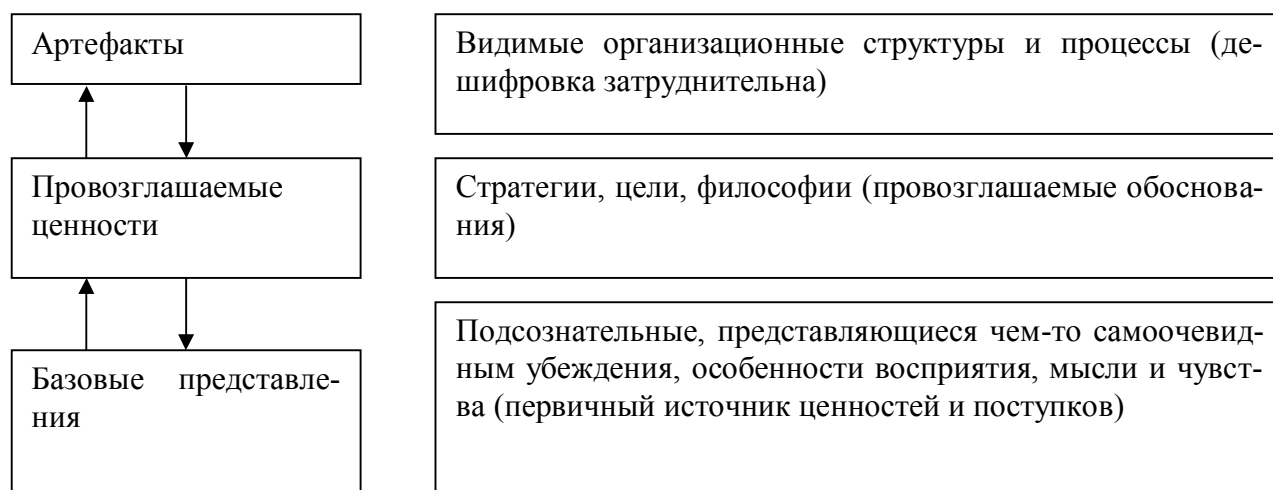 Артефакты
Видимые организационные структуры и процессы (де-
шифровка затруднительна)
Провозглашаемые
ценности
Стратегии, цели, философии (провозглашаемые обоснова-
ния)
Базовые представле-
ния
Подсознательные, представляющиеся чем-то самоочевид-
ным убеждения, особенности восприятия, мысли и чувст-
ва (первичный источник ценностей и поступков)